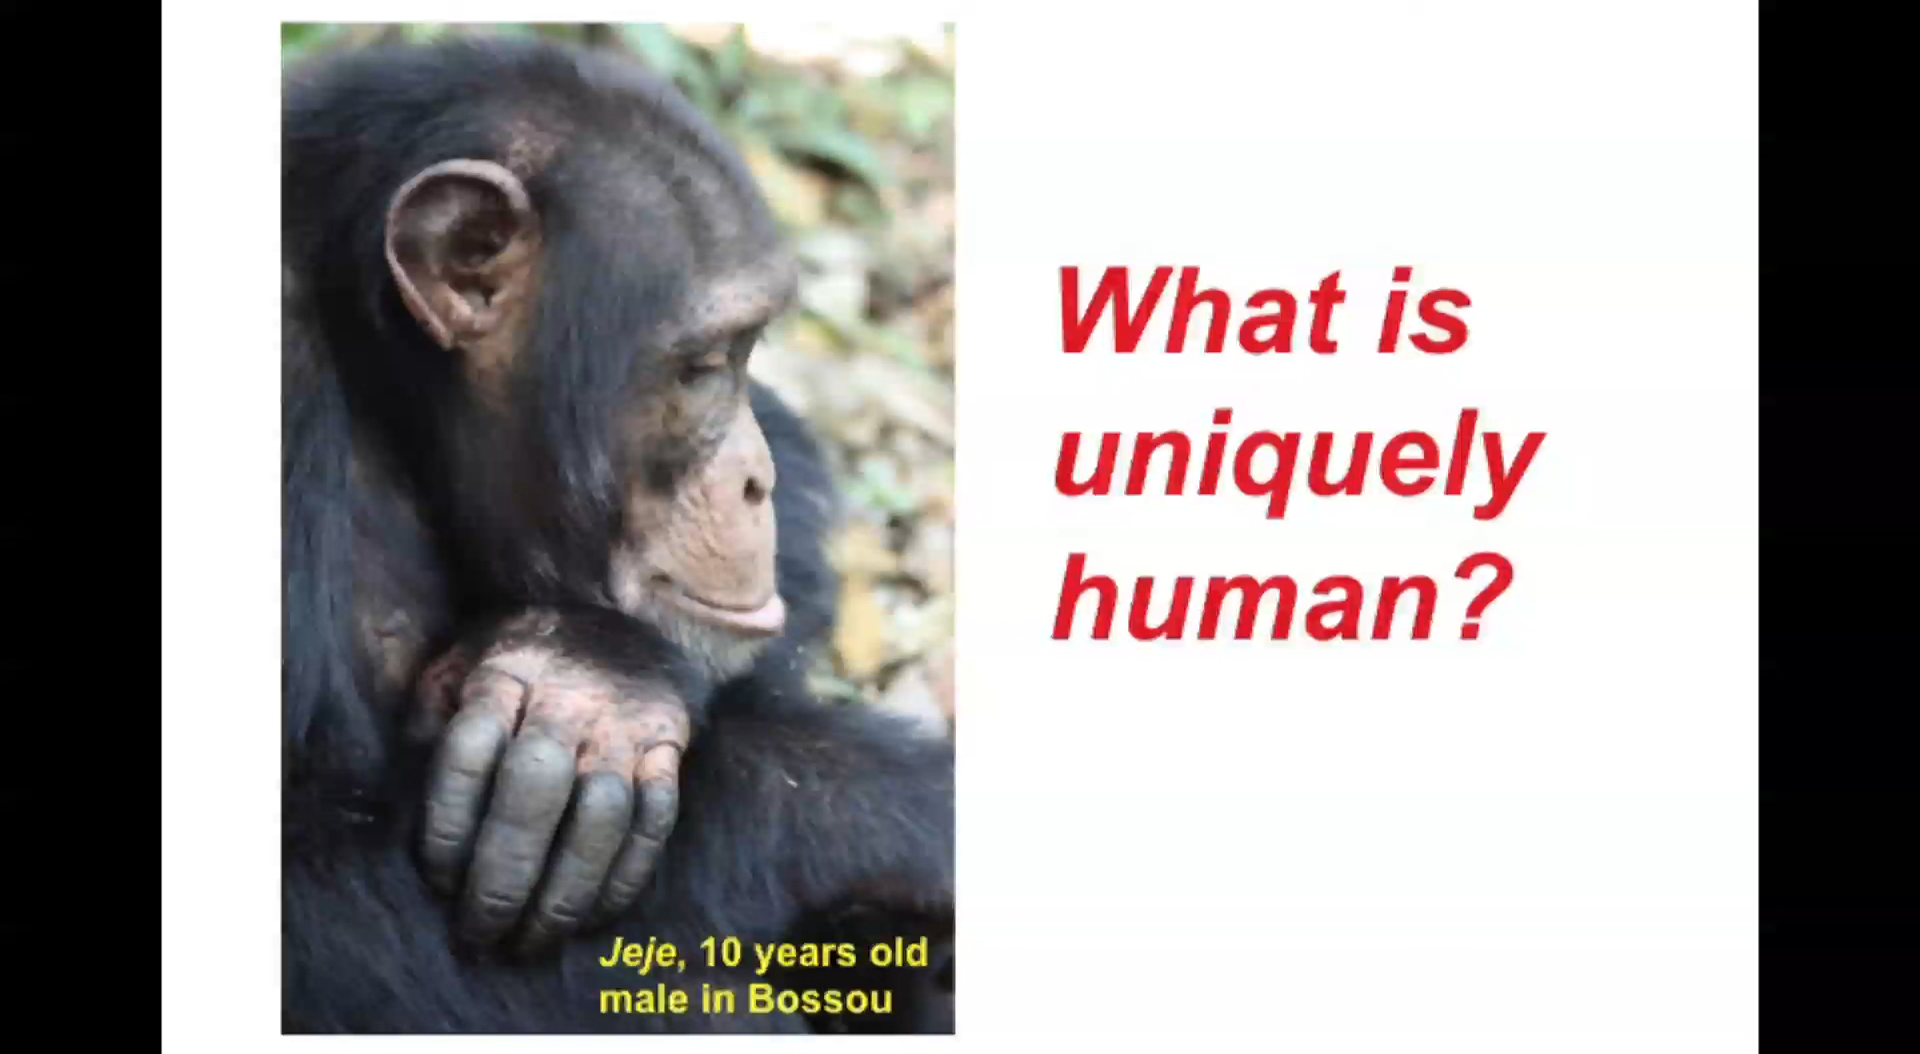 What is
uniquely
human?
Jeje, 10 years old
male in Bossou